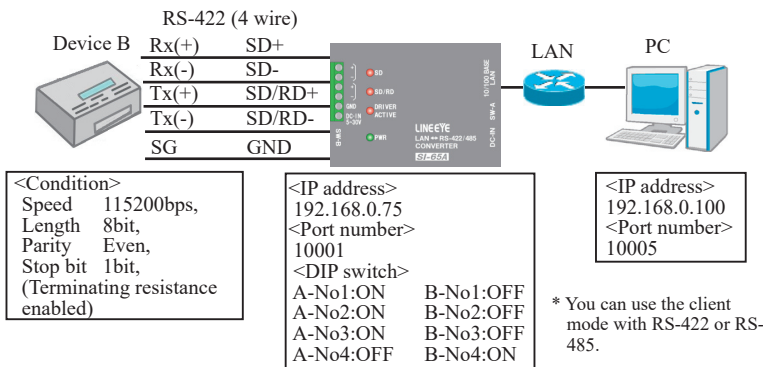 RS-422 (4 wire)
Device B
Rx(+) SD+
Rx(-) SD-
Tx(+) SD/RD+
Tx(-) SD/RD-
SG GND
SD
SD/RD
GND
DC-IN
5-30V
DRIVER
ACTIVE
PWR
SW-B
LINEEYE
LAN ↔ RS-422/485
CONVERTER
SI-65A
10/100 BASE
LAN
SW-A
DC-IN
LAN
PC
<Condition>
Speed 115200bps,
Length 8bit,
Parity Even,
Stop bit 1bit,
(Terminating resistance
enabled)
<IP address>
192.168.0.75
<Port number>
10001
<DIP switch>
A-No1:ON B-No1:OFF
A-No2:ON B-No2:OFF
A-No3:ON B-No3:OFF
A-No4:OFF B-No4:ON
<IP address>
192.168.0.100
<Port number>
10005
* You can use the client
mode with RS-422 or RS-
485.